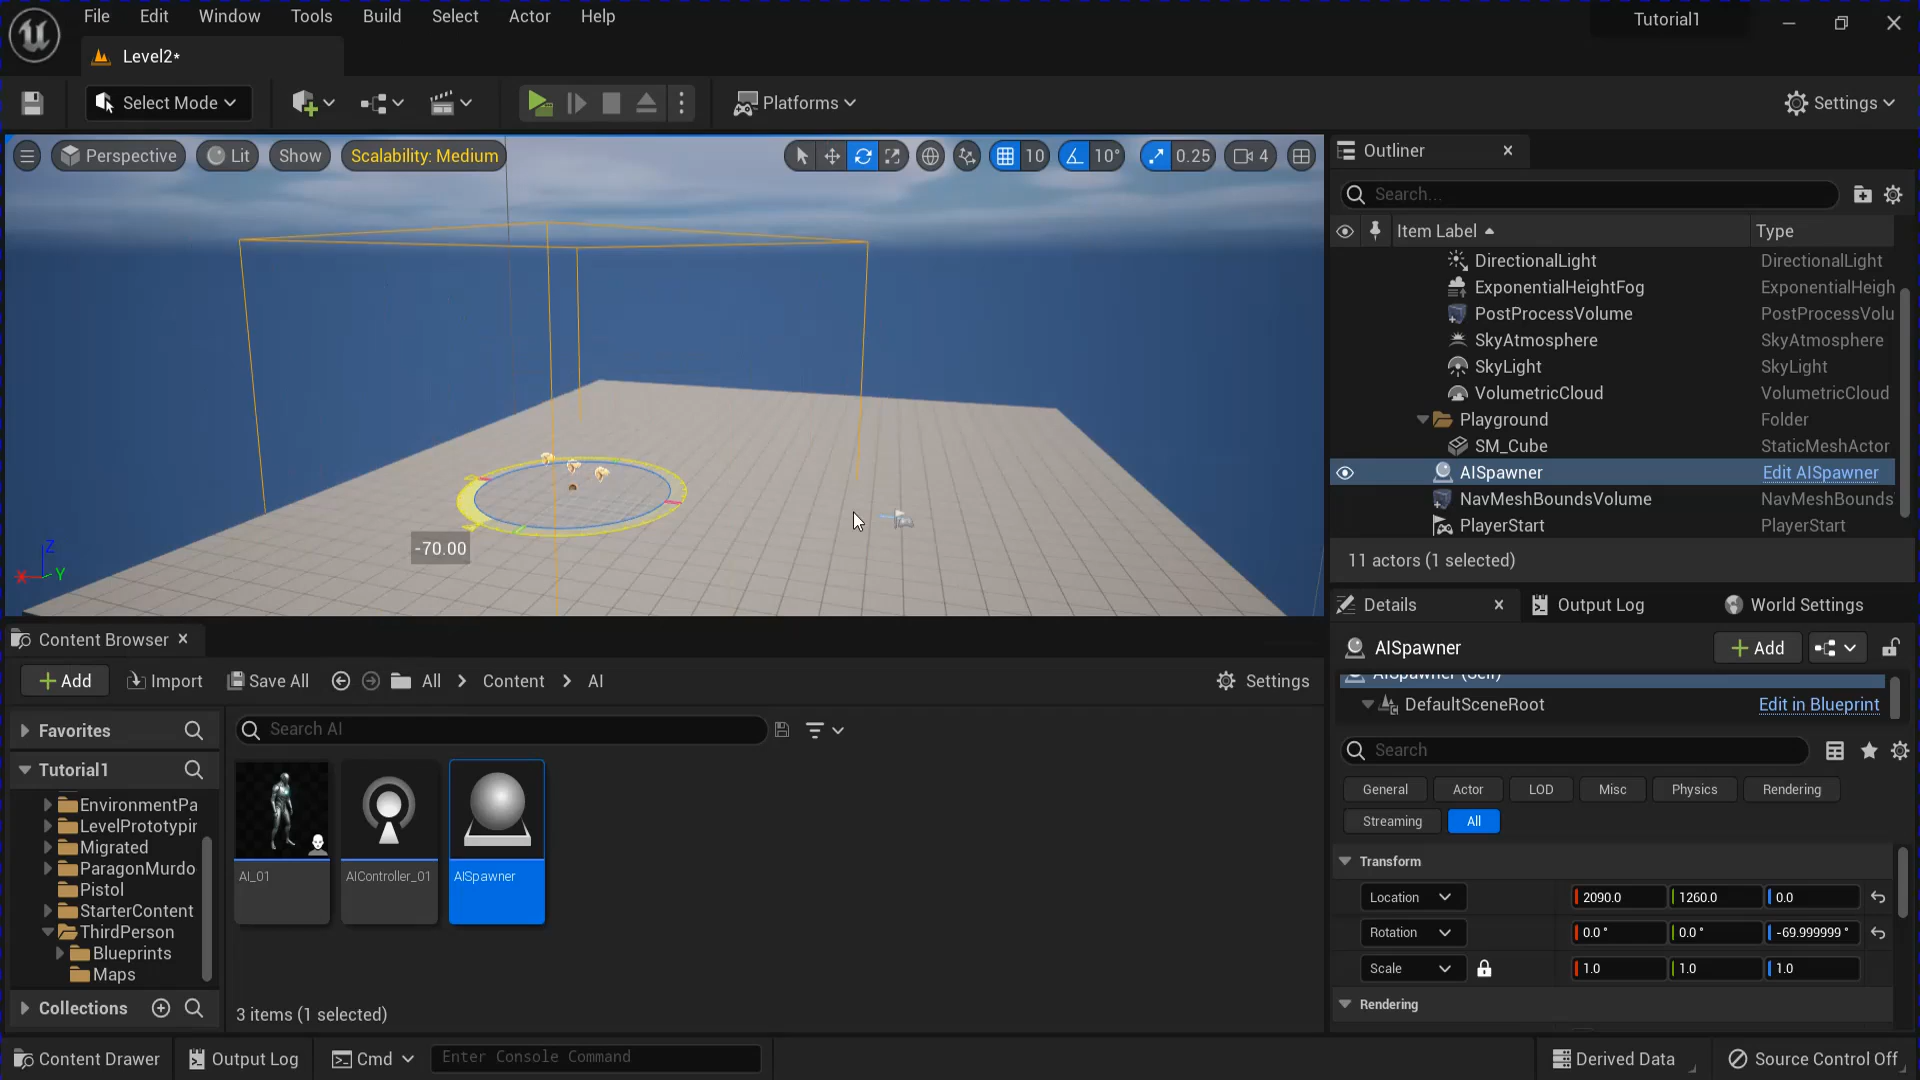 File Edit Window Tools Build Select Actor Help
Tutorial1
Level2*
Select Mode
Platforms
Settings
Perspective Lit Show Scalability: Medium
10 10° 0.25 4
-70.00
Z
X Y
Outliner
Search...
Item Label Type
DirectionalLight DirectionalLight
ExponentialHeightFog ExponentialHeigh
PostProcessVolume PostProcessVolu
SkyAtmosphere SkyAtmosphere
SkyLight SkyLight
VolumetricCloud VolumetricCloud
Playground Folder
SM_Cube StaticMeshActor
AISpawner Edit AISpawner
NavMeshBoundsVolume NavMeshBounds
PlayerStart PlayerStart
11 actors (1 selected)
Details Output Log World Settings
AISpawner Add
AISpawner (Self)
DefaultSceneRoot Edit in Blueprint
Search
General Actor LOD Misc Physics Rendering
Streaming All
Transform
Location 2090.0 1260.0 0.0
Rotation 0.0° 0.0° -69.999999°
Scale 1.0 1.0 1.0
Rendering
Content Browser
Add Import Save All All Content AI Settings
Favorites
Search AI
Tutorial1
EnvironmentPa
LevelPrototypin
Migrated
ParagonMurdo
Pistol
StarterContent
ThirdPerson
Blueprints
Maps
Collections
AI_01 AIController_01 AISpawner
3 items (1 selected)
Content Drawer Output Log Cmd Enter Console Command
Derived Data Source Control Off